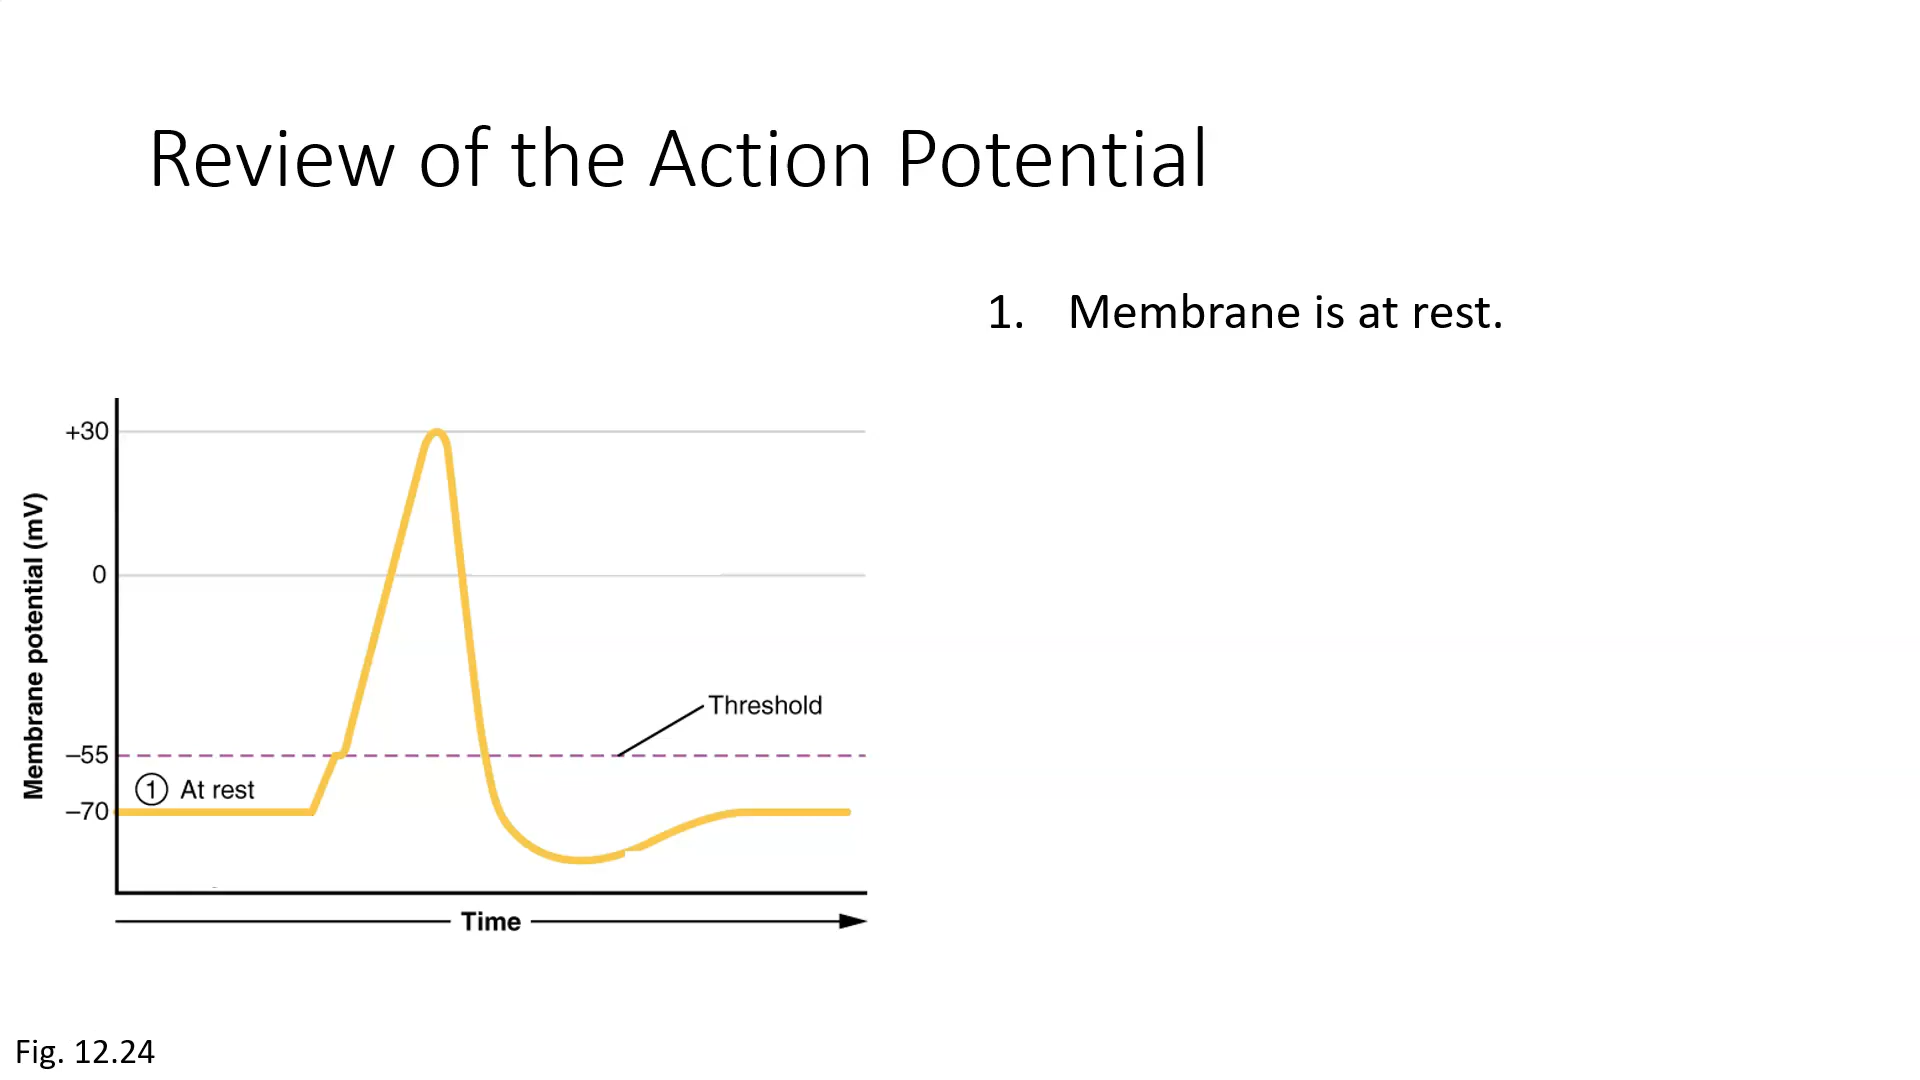 Review of the Action Potential
1. Membrane is at rest.
+30
0
Membrane potential (mV)
Threshold
–55
① At rest
–70
Time
Fig. 12.24